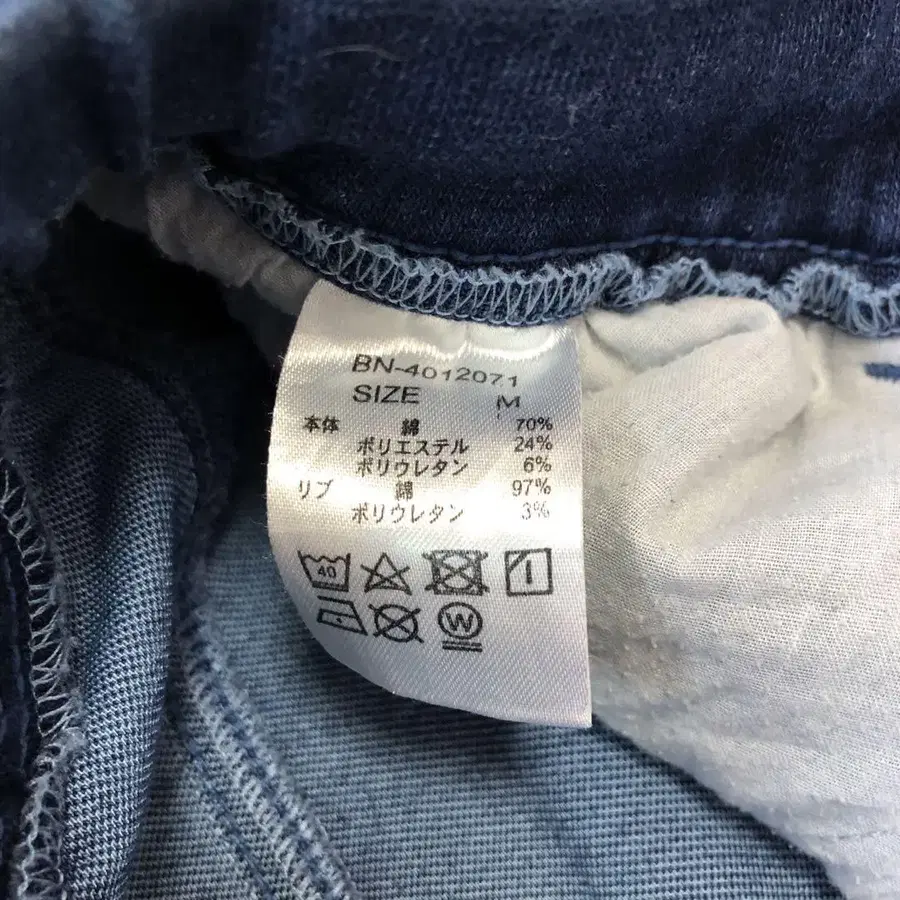 BN-4012071
SIZE M
本体 綿 70%
ポリエステル 24%
ポリウレタン 6%
リブ 綿 97%
ポリウレタン 3%
40
W